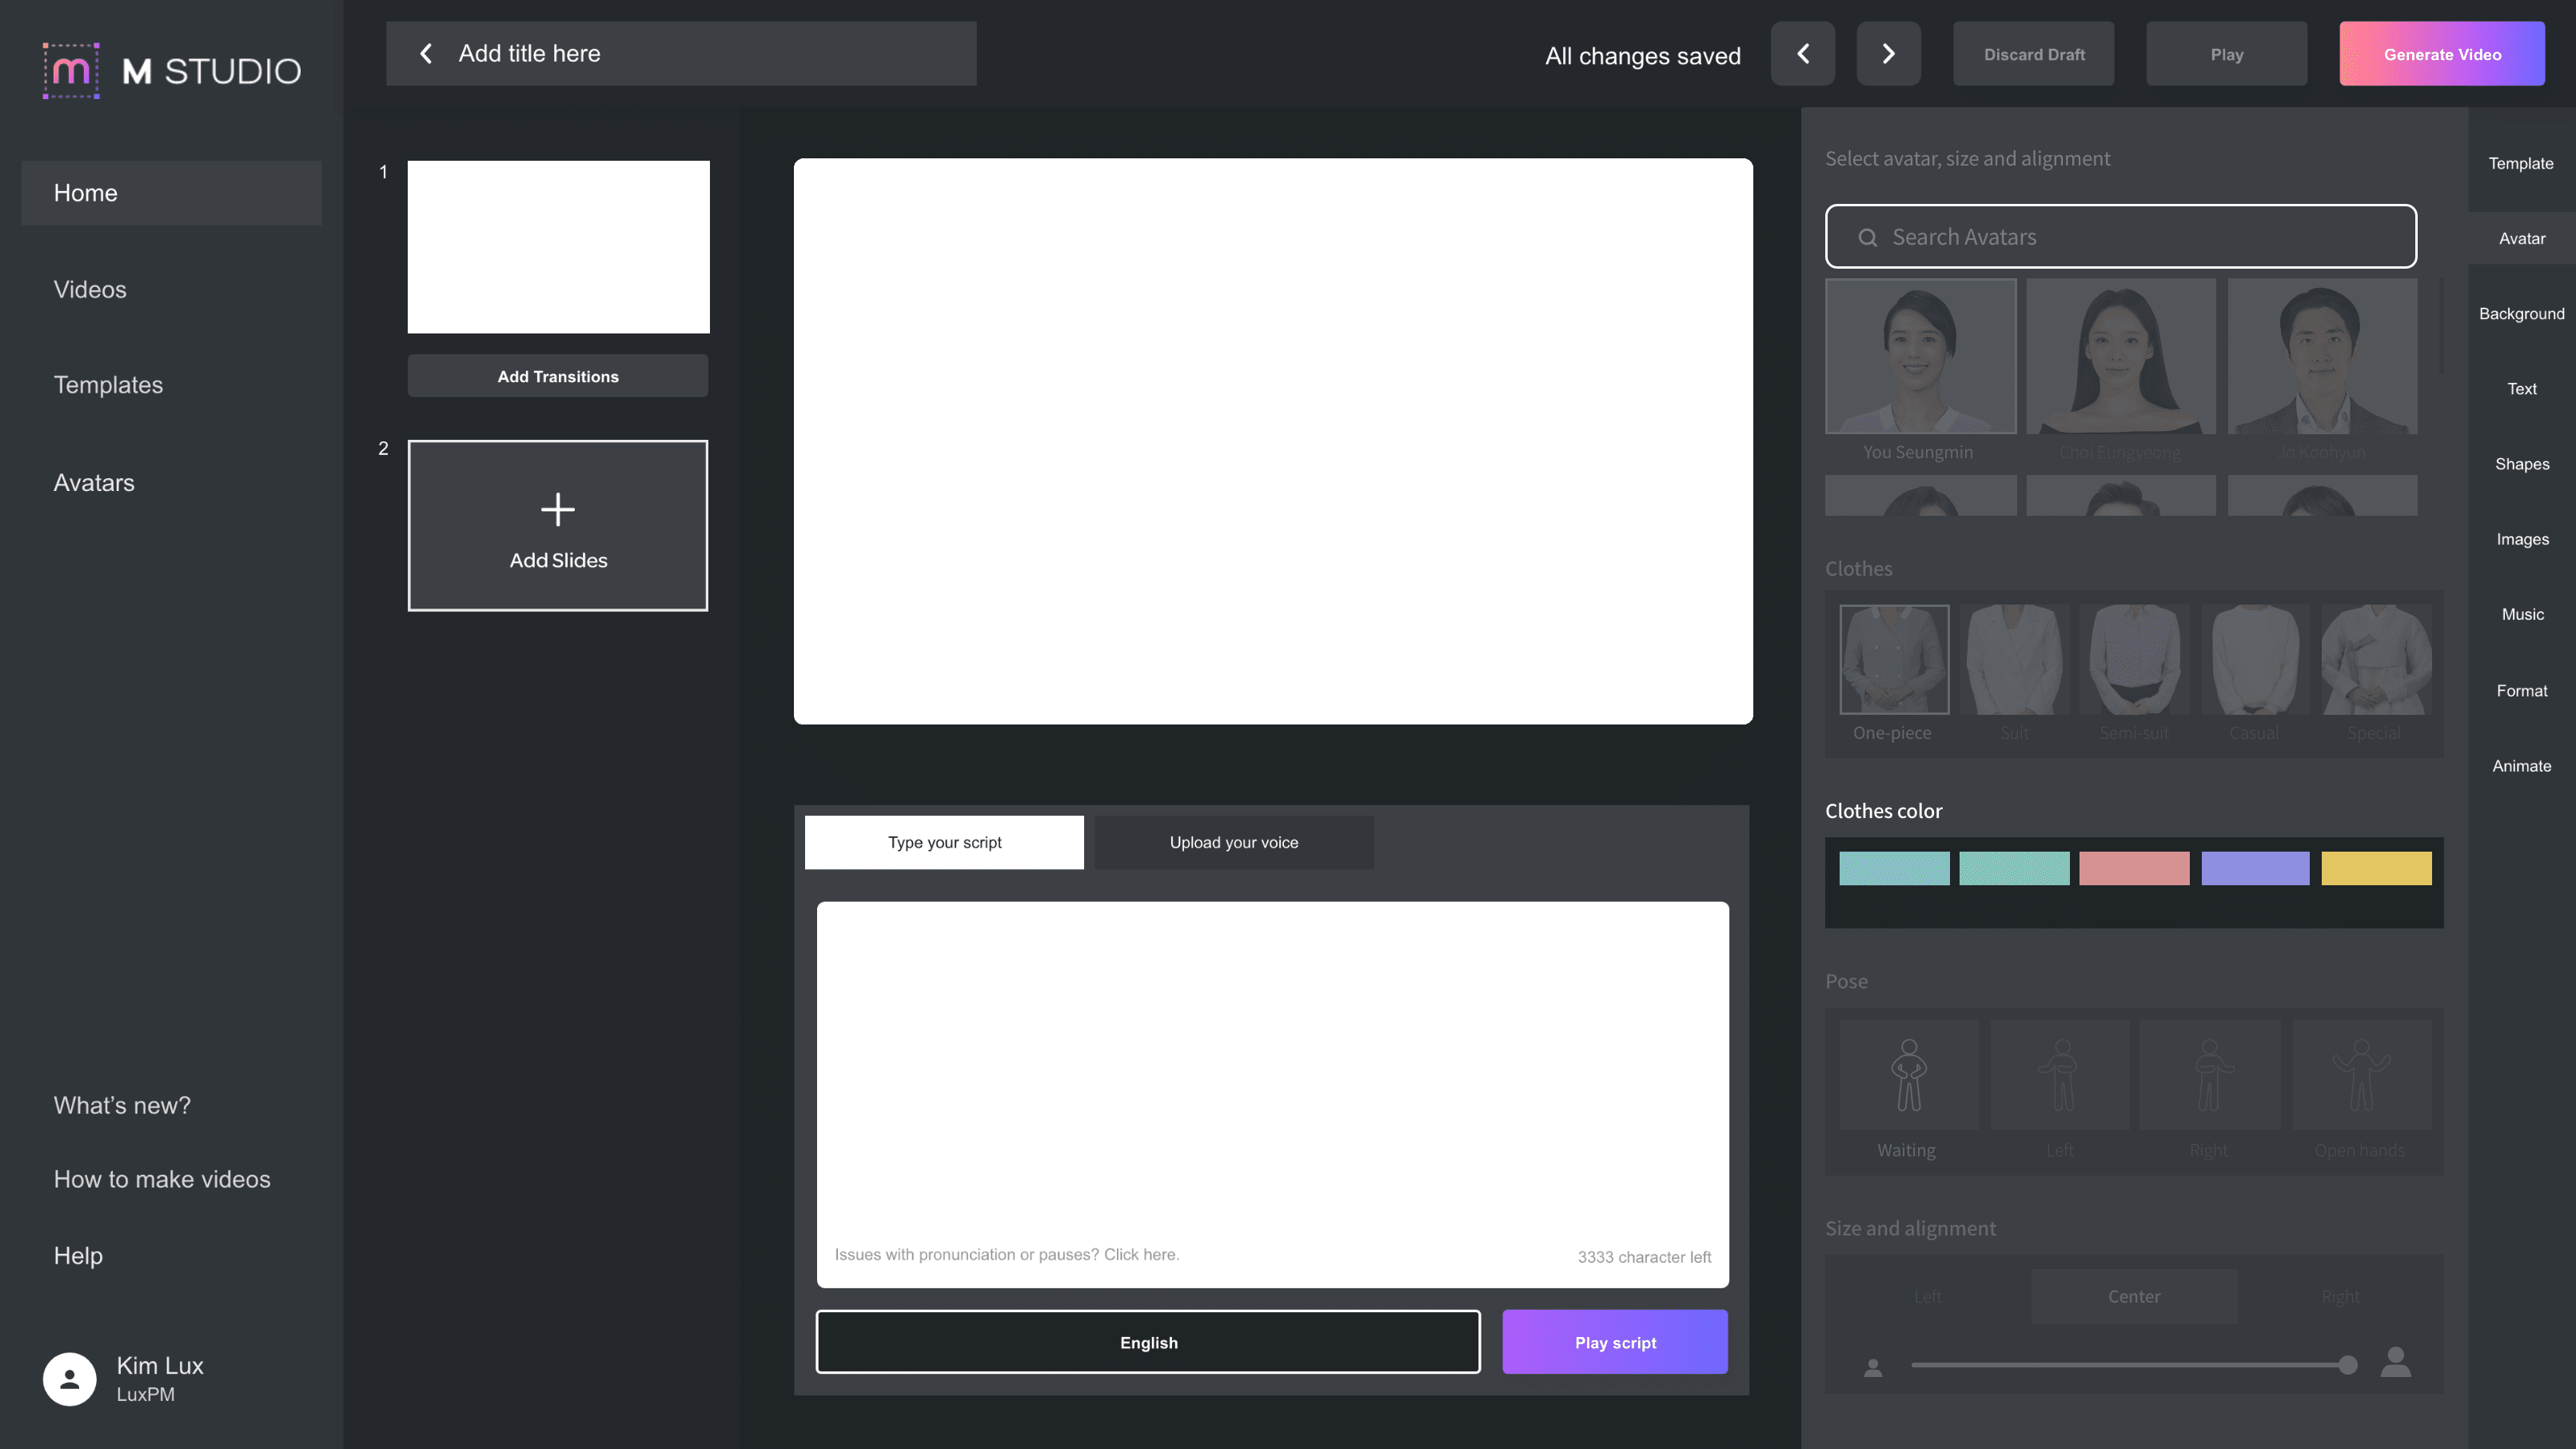 m M STUDIO
Home
Videos
Templates
Avatars
What's new?
How to make videos
Help
Kim Lux
LuxPM
Add title here
All changes saved
Discard Draft
Play
Generate Video
1
Add Transitions
2
Add Slides
Type your script
Upload your voice
Issues with pronunciation or pauses? Click here.
3333 character left
English
Play script
Select avatar, size and alignment
Search Avatars
You Seungmin
Choi Eungyeong
Jo Koohyun
Clothes
One-piece
Suit
Semi-suit
Casual
Special
Clothes color
Pose
Waiting
Left
Right
Open hands
Size and alignment
Left
Center
Right
Template
Avatar
Background
Text
Shapes
Images
Music
Format
Animate